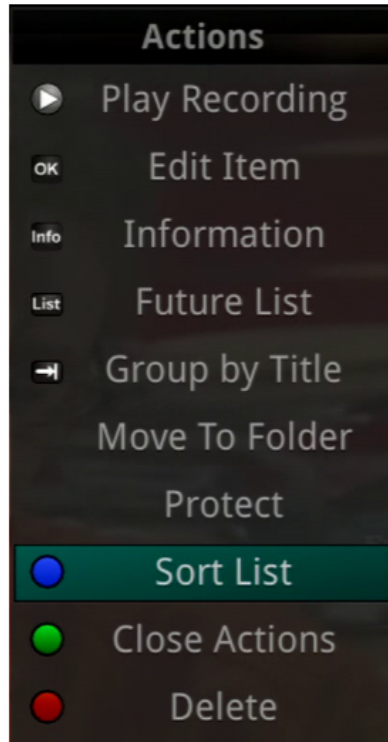 Actions
Play Recording
OK Edit Item
Info Information
List Future List
Group by Title
Move To Folder
Protect
Sort List
Close Actions
Delete